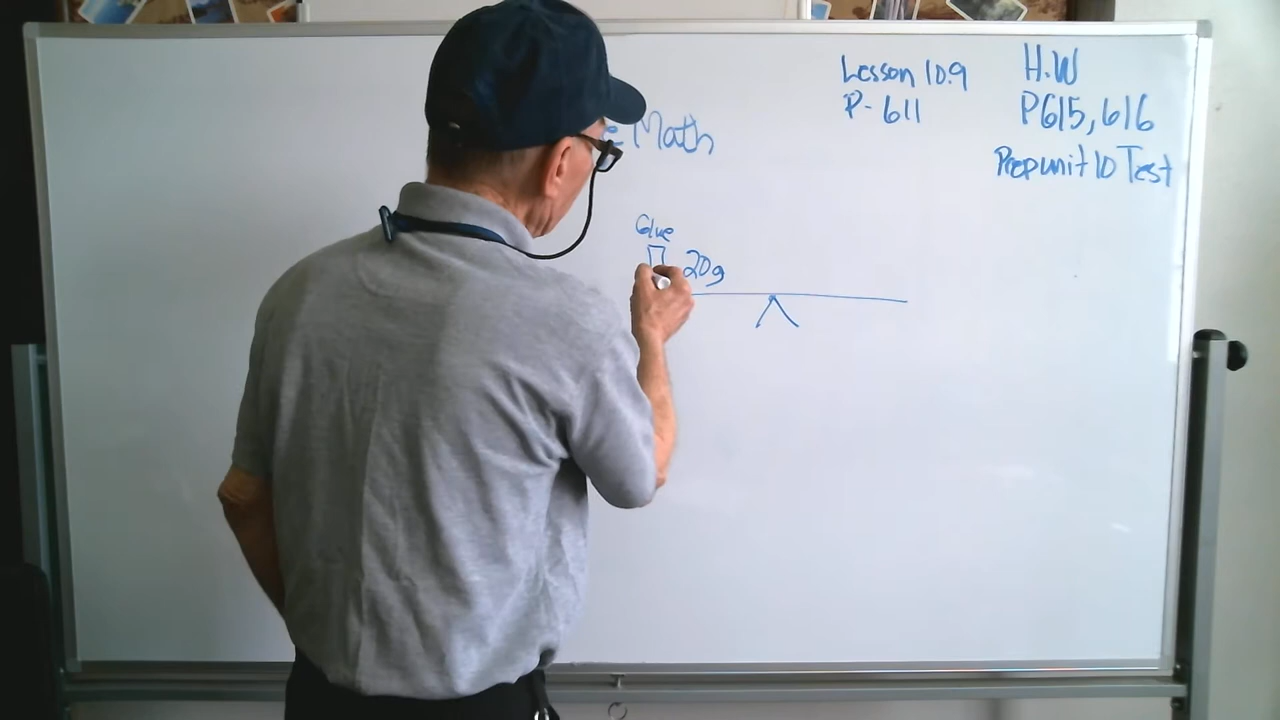 Lesson 10.9
P-611
H.W
P615, 616
Prep unit 10 Test
Math
Glue
20g